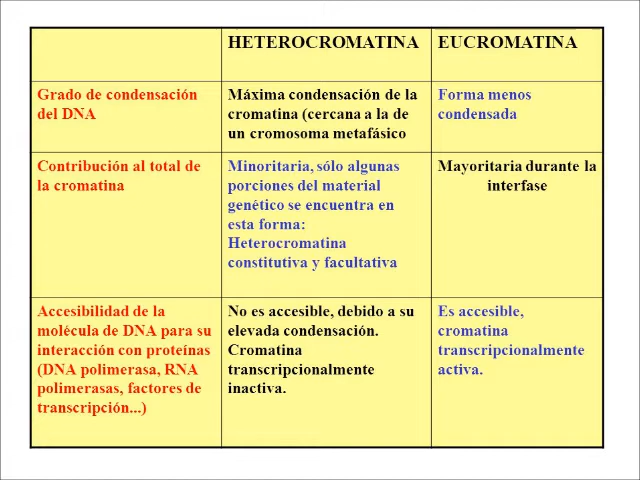 HETEROCROMATINA
EUCROMATINA
Grado de condensación
del DNA
Máxima condensación de la
cromatina (cercana a la de
un cromosoma metafásico
Forma menos
condensada
Contribución al total de
la cromatina
Minoritaria, sólo algunas
porciones del material
genético se encuentra en
esta forma:
Heterocromatina
constitutiva y facultativa
Mayoritaria durante la
interfase
Accesibilidad de la
molécula de DNA para su
interacción con proteínas
(DNA polimerasa, RNA
polimerasas, factores de
transcripción...)
No es accesible, debido a su
elevada condensación.
Cromatina
transcripcionalmente
inactiva.
Es accesible,
cromatina
transcripcionalmente
activa.